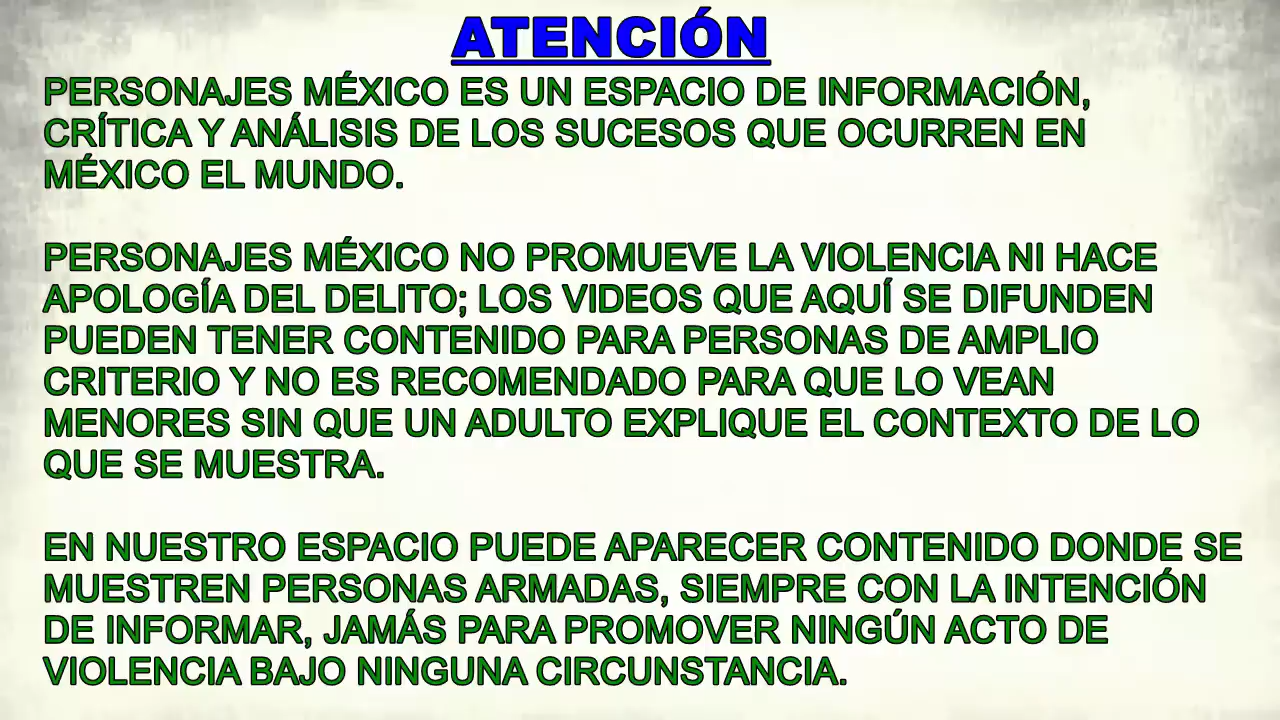 ATENCIÓN
PERSONAJES MÉXICO ES UN ESPACIO DE INFORMACIÓN,
CRÍTICA Y ANÁLISIS DE LOS SUCESOS QUE OCURREN EN
MÉXICO EL MUNDO.
PERSONAJES MÉXICO NO PROMUEVE LA VIOLENCIA NI HACE
APOLOGÍA DEL DELITO; LOS VIDEOS QUE AQUÍ SE DIFUNDEN
PUEDEN TENER CONTENIDO PARA PERSONAS DE AMPLIO
CRITERIO Y NO ES RECOMENDADO PARA QUE LO VEAN
MENORES SIN QUE UN ADULTO EXPLIQUE EL CONTEXTO DE LO
QUE SE MUESTRA.
EN NUESTRO ESPACIO PUEDE APARECER CONTENIDO DONDE SE
MUESTREN PERSONAS ARMADAS, SIEMPRE CON LA INTENCIÓN
DE INFORMAR, JAMÁS PARA PROMOVER NINGÚN ACTO DE
VIOLENCIA BAJO NINGUNA CIRCUNSTANCIA.